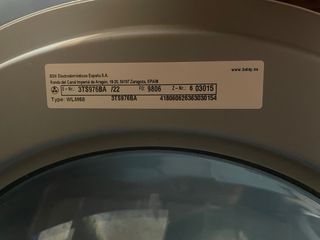 BSH Electrodomésticos España S.A. www.balay.es
Ronda del Canal Imperial de Aragón, 18-20, 50197 Zaragoza, SPAIN
E - Nr. 3TS976BA /22 FD 9806 Z - Nr. 6 03015
Type: WLM68 3TS976BA 418060626363030154